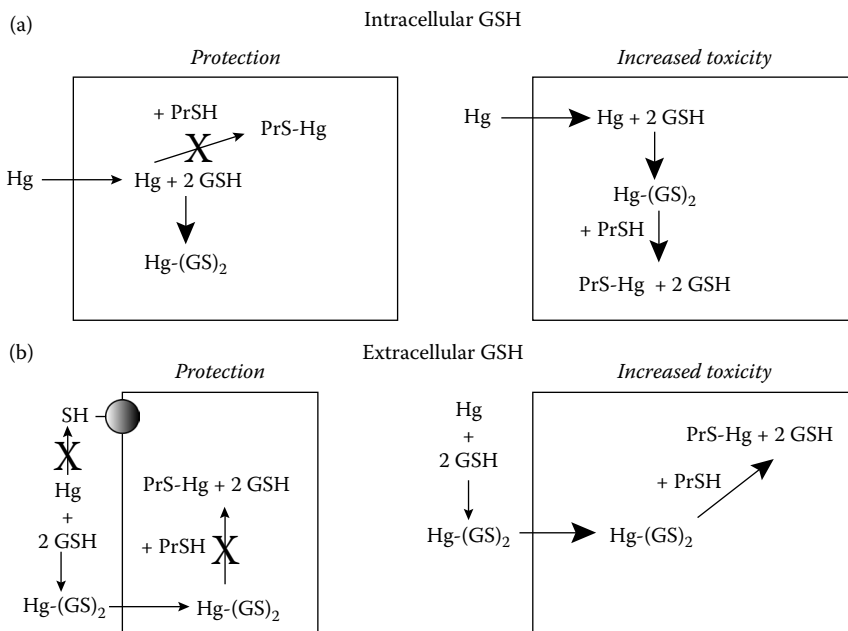 (a)
Intracellular GSH
Protection
+ PrSH
PrS-Hg
X
Hg
Hg + 2 GSH
Hg-(GS)₂
Increased toxicity
Hg
Hg + 2 GSH
Hg-(GS)₂
+ PrSH
PrS-Hg + 2 GSH
(b)
Extracellular GSH
Protection
SH
X
Hg
+
2 GSH
Hg-(GS)₂
PrS-Hg + 2 GSH
+ PrSH
X
Hg-(GS)₂
Increased toxicity
Hg
+
2 GSH
Hg-(GS)₂
PrS-Hg + 2 GSH
+ PrSH
Hg-(GS)₂